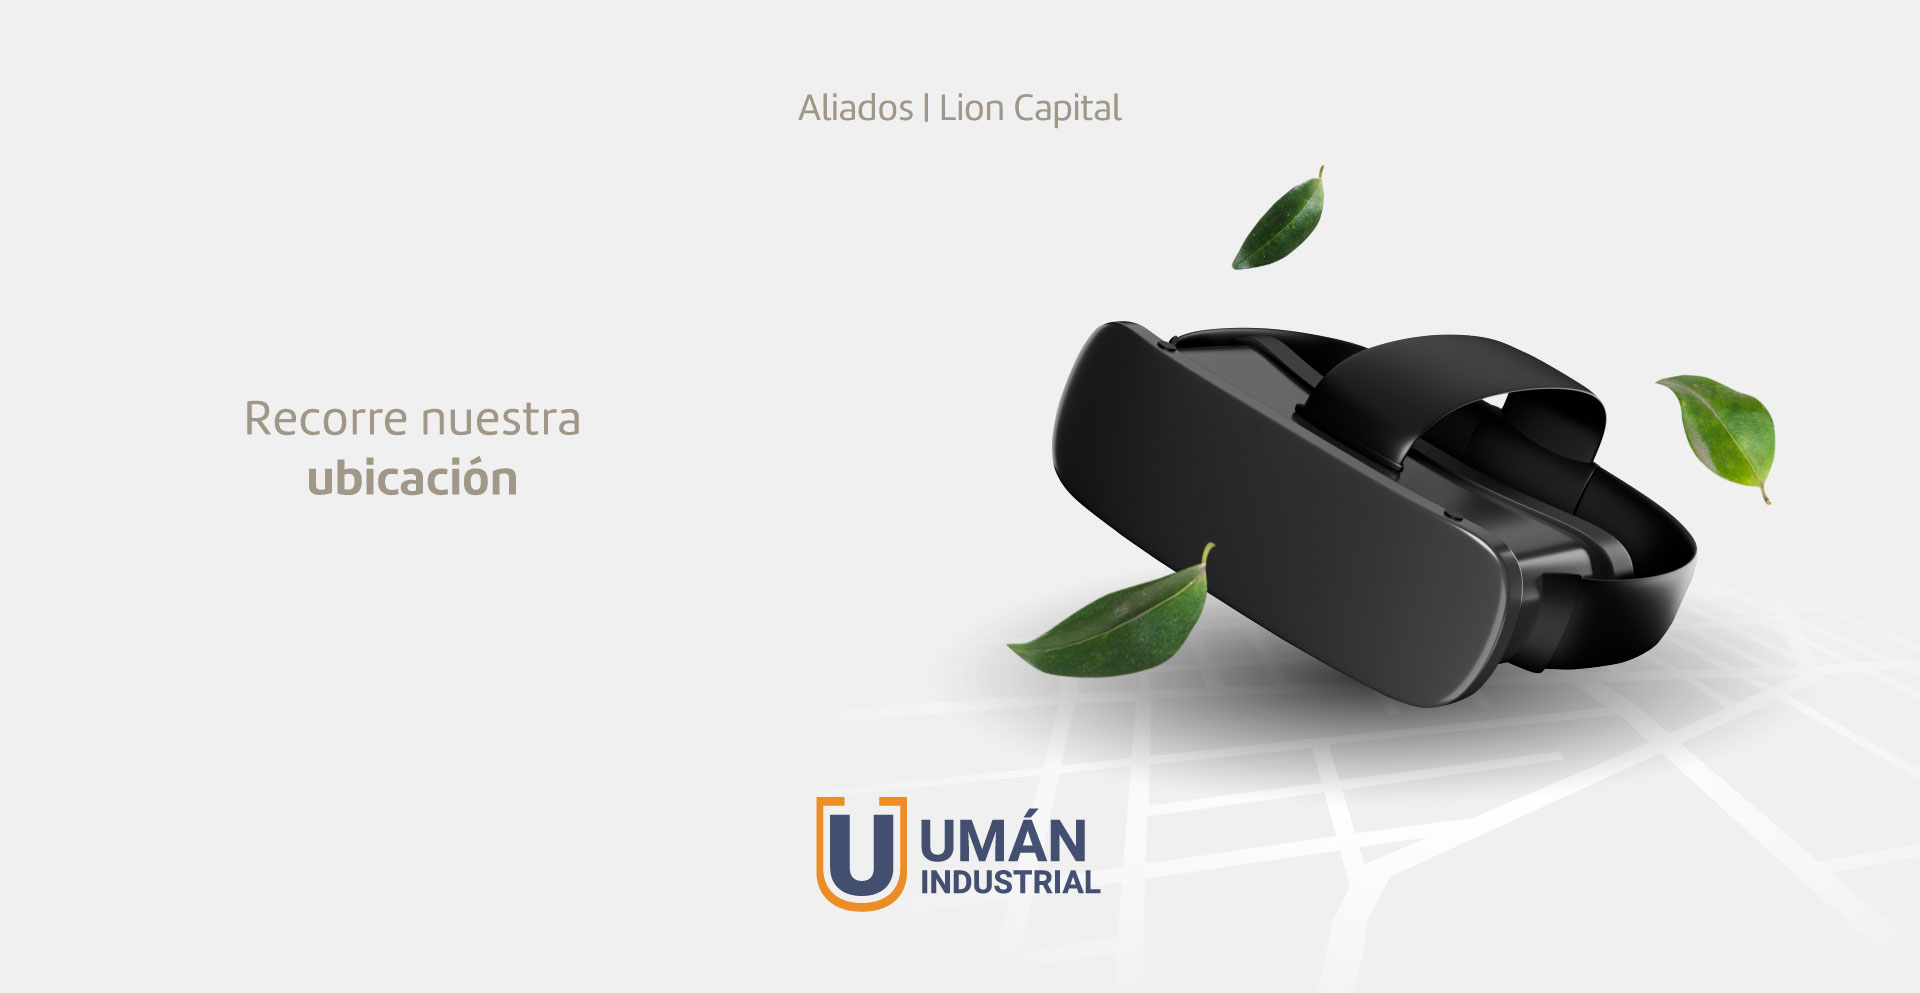 Aliados | Lion Capital
Recorre nuestra
ubicación
U UMÁN
INDUSTRIAL